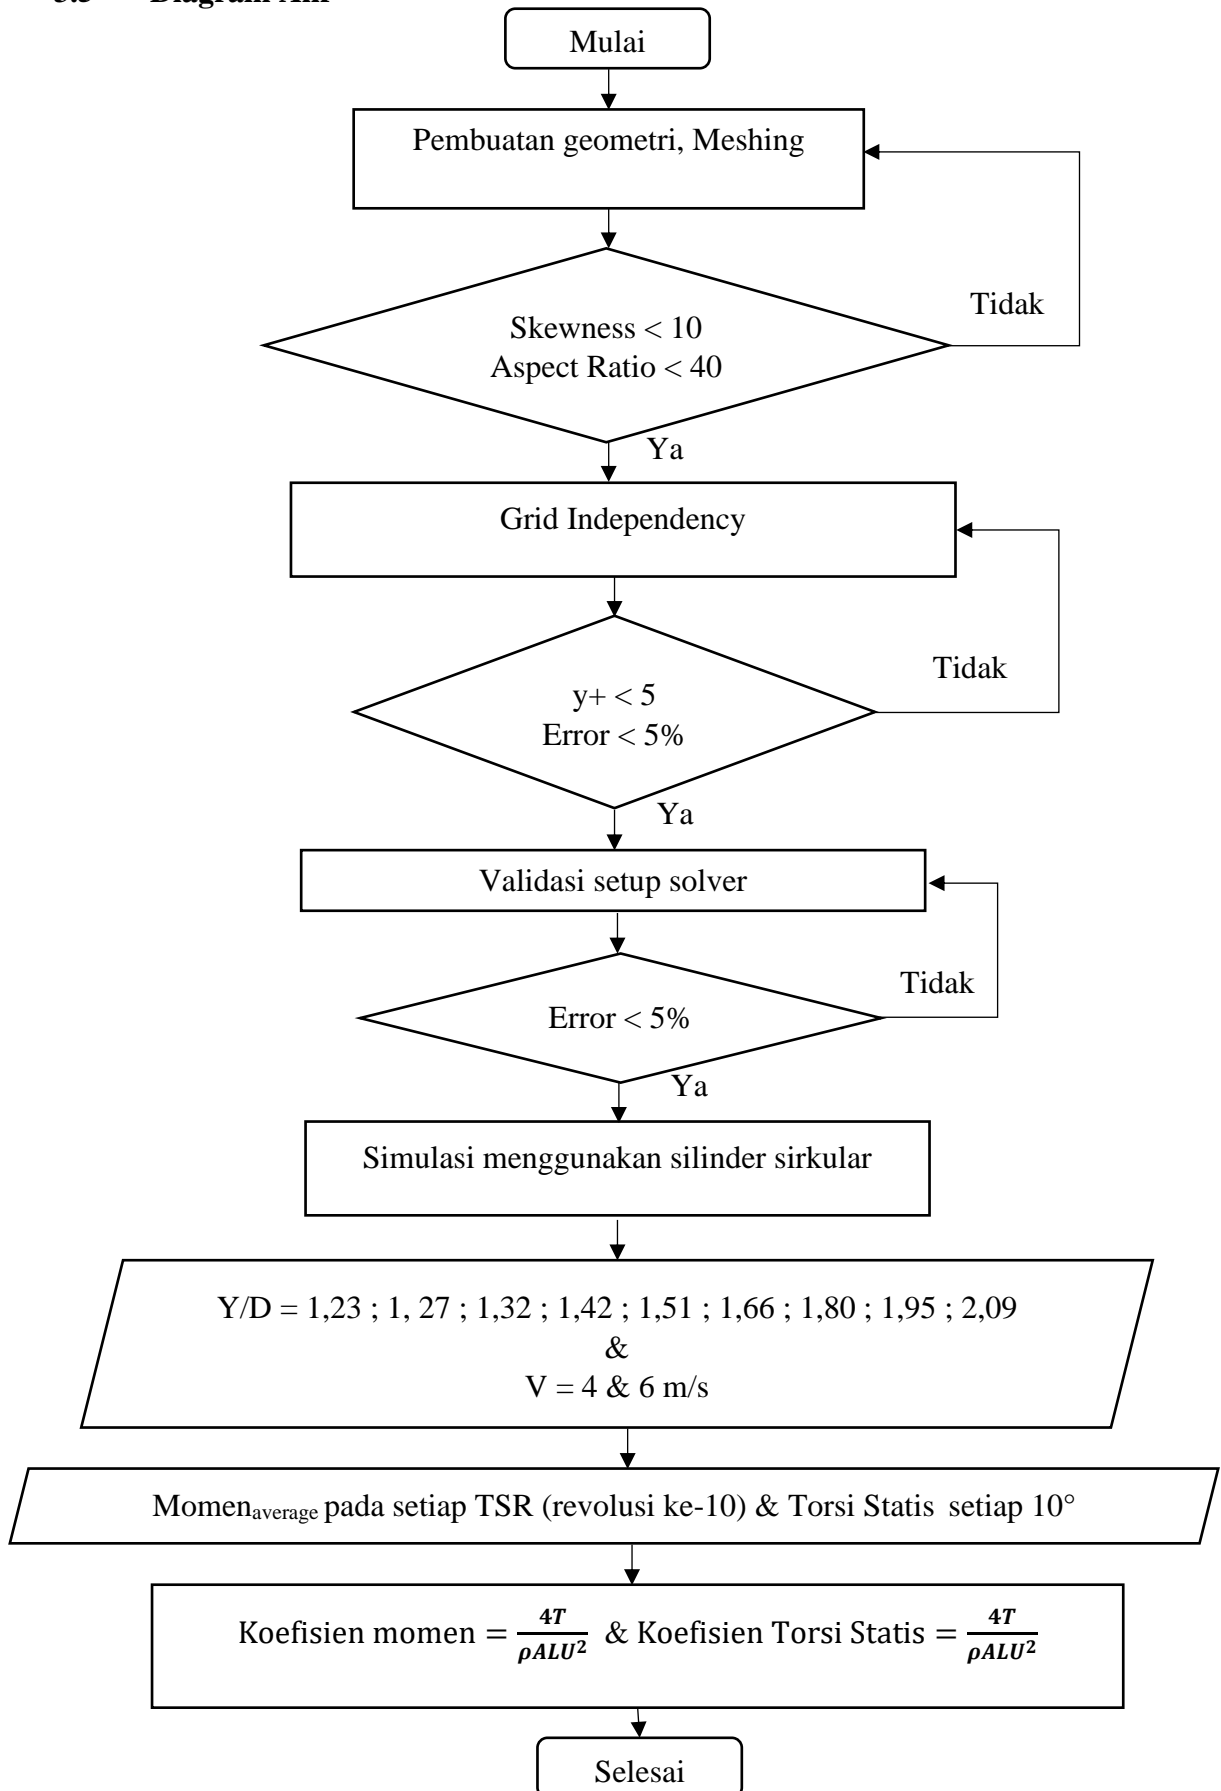 Mulai
Pembuatan geometri, Meshing
Tidak
Skewness < 10
Aspect Ratio < 40
Ya
Grid Independency
Tidak
y+ < 5
Error < 5%
Ya
Validasi setup solver
Tidak
Error < 5%
Ya
Simulasi menggunakan silinder sirkular
Y/D = 1,23 ; 1, 27 ; 1,32 ; 1,42 ; 1,51 ; 1,66 ; 1,80 ; 1,95 ; 2,09
&
V = 4 & 6 m/s
Momen_average pada setiap TSR (revolusi ke-10) & Torsi Statis setiap 10°
Koefisien momen = 4T/ρALU² & Koefisien Torsi Statis = 4T/ρALU²
Selesai